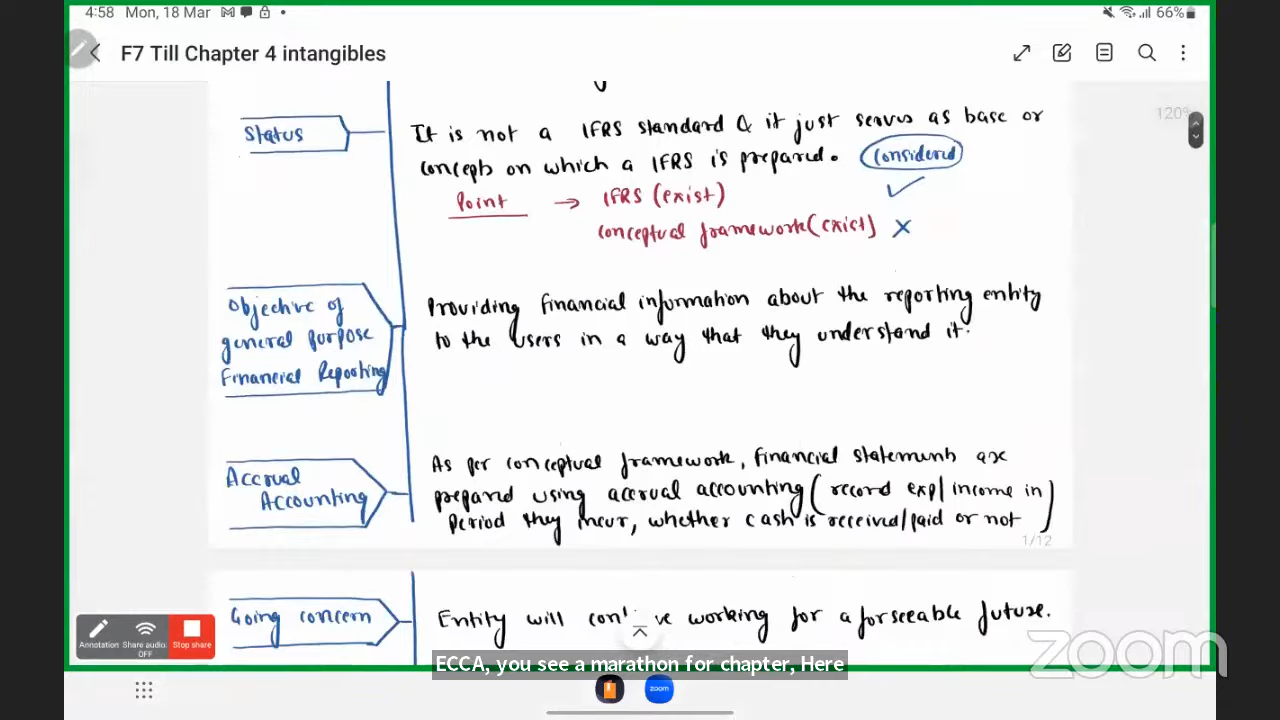 4:58 Mon, 18 Mar
66%
F7 Till Chapter 4 intangibles
120%
Status
It is not a IFRS standard & it just serves as base or
concepts on which a IFRS is prepared. considered
Point → IFRS (exist) ✓
conceptual framework (exist) X
Objective of
general purpose
Financial Reporting
Providing financial information about the reporting entity
to the users in a way that they understand it.
Accrual
Accounting
As per conceptual framework, financial statements are
prepared using accrual accounting (record exp/income in
period they incur, whether cash is received/paid or not)
1/12
Going concern
Entity will working for a forseeable future.
Annotation
Share audio:
OFF
Stop share
zoom
ECCA, you see a marathon for chapter, Here
zoom